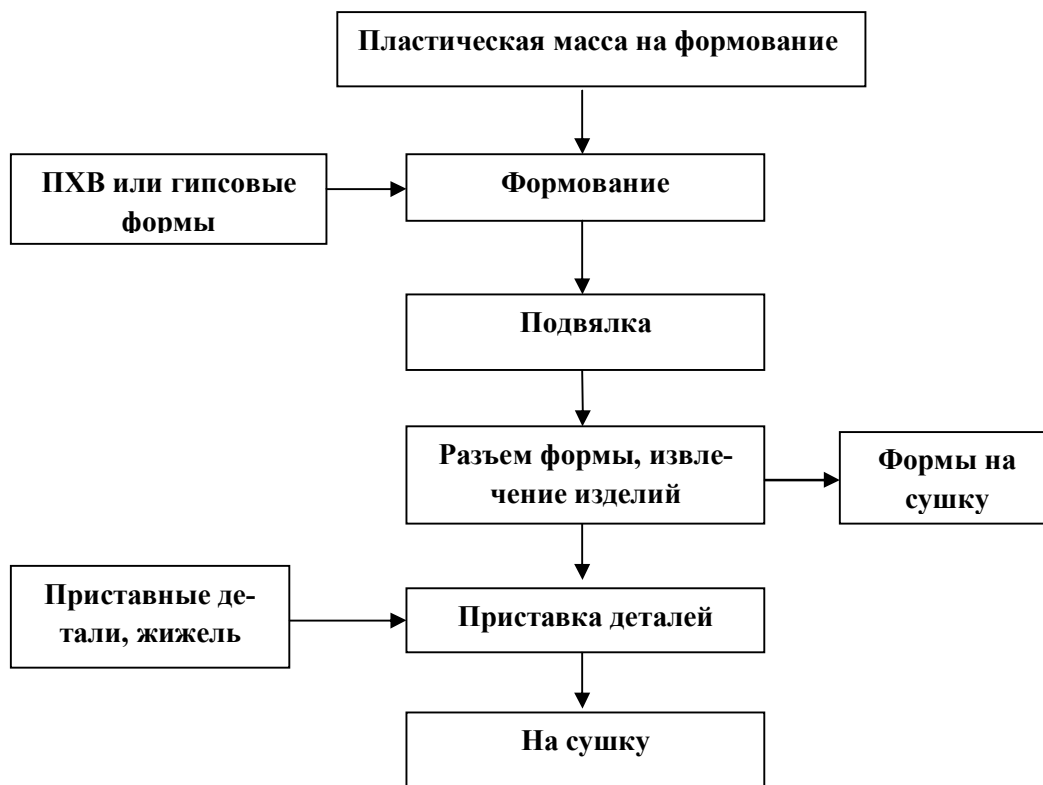 Пластическая масса на формование
ПХВ или гипсовые
формы
Формование
Подвялка
Разъем формы, извле-
чение изделий
Формы на
сушку
Приставные де-
тали, жижель
Приставка деталей
На сушку